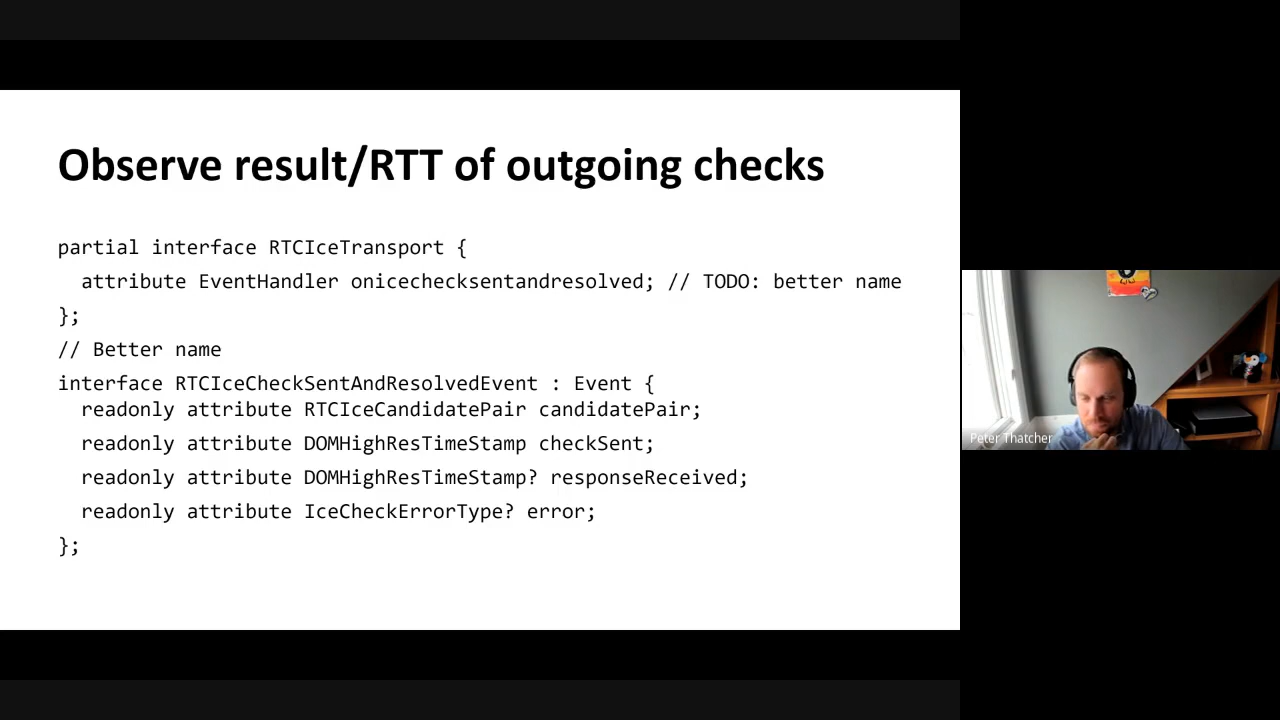 Observe result/RTT of outgoing checks
partial interface RTCIceTransport {
attribute EventHandler onicechecksentandresolved; // TODO: better name
};
// Better name
interface RTCIceCheckSentAndResolvedEvent : Event {
readonly attribute RTCIceCandidatePair candidatePair;
readonly attribute DOMHighResTimeStamp checkSent;
readonly attribute DOMHighResTimeStamp? responseReceived;
readonly attribute IceCheckErrorType? error;
};
Peter Thatcher